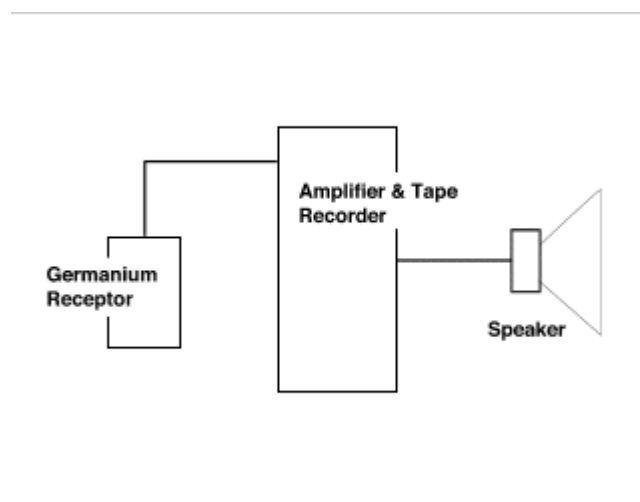 Amplifier & Tape
Recorder
Germanium
Receptor
Speaker